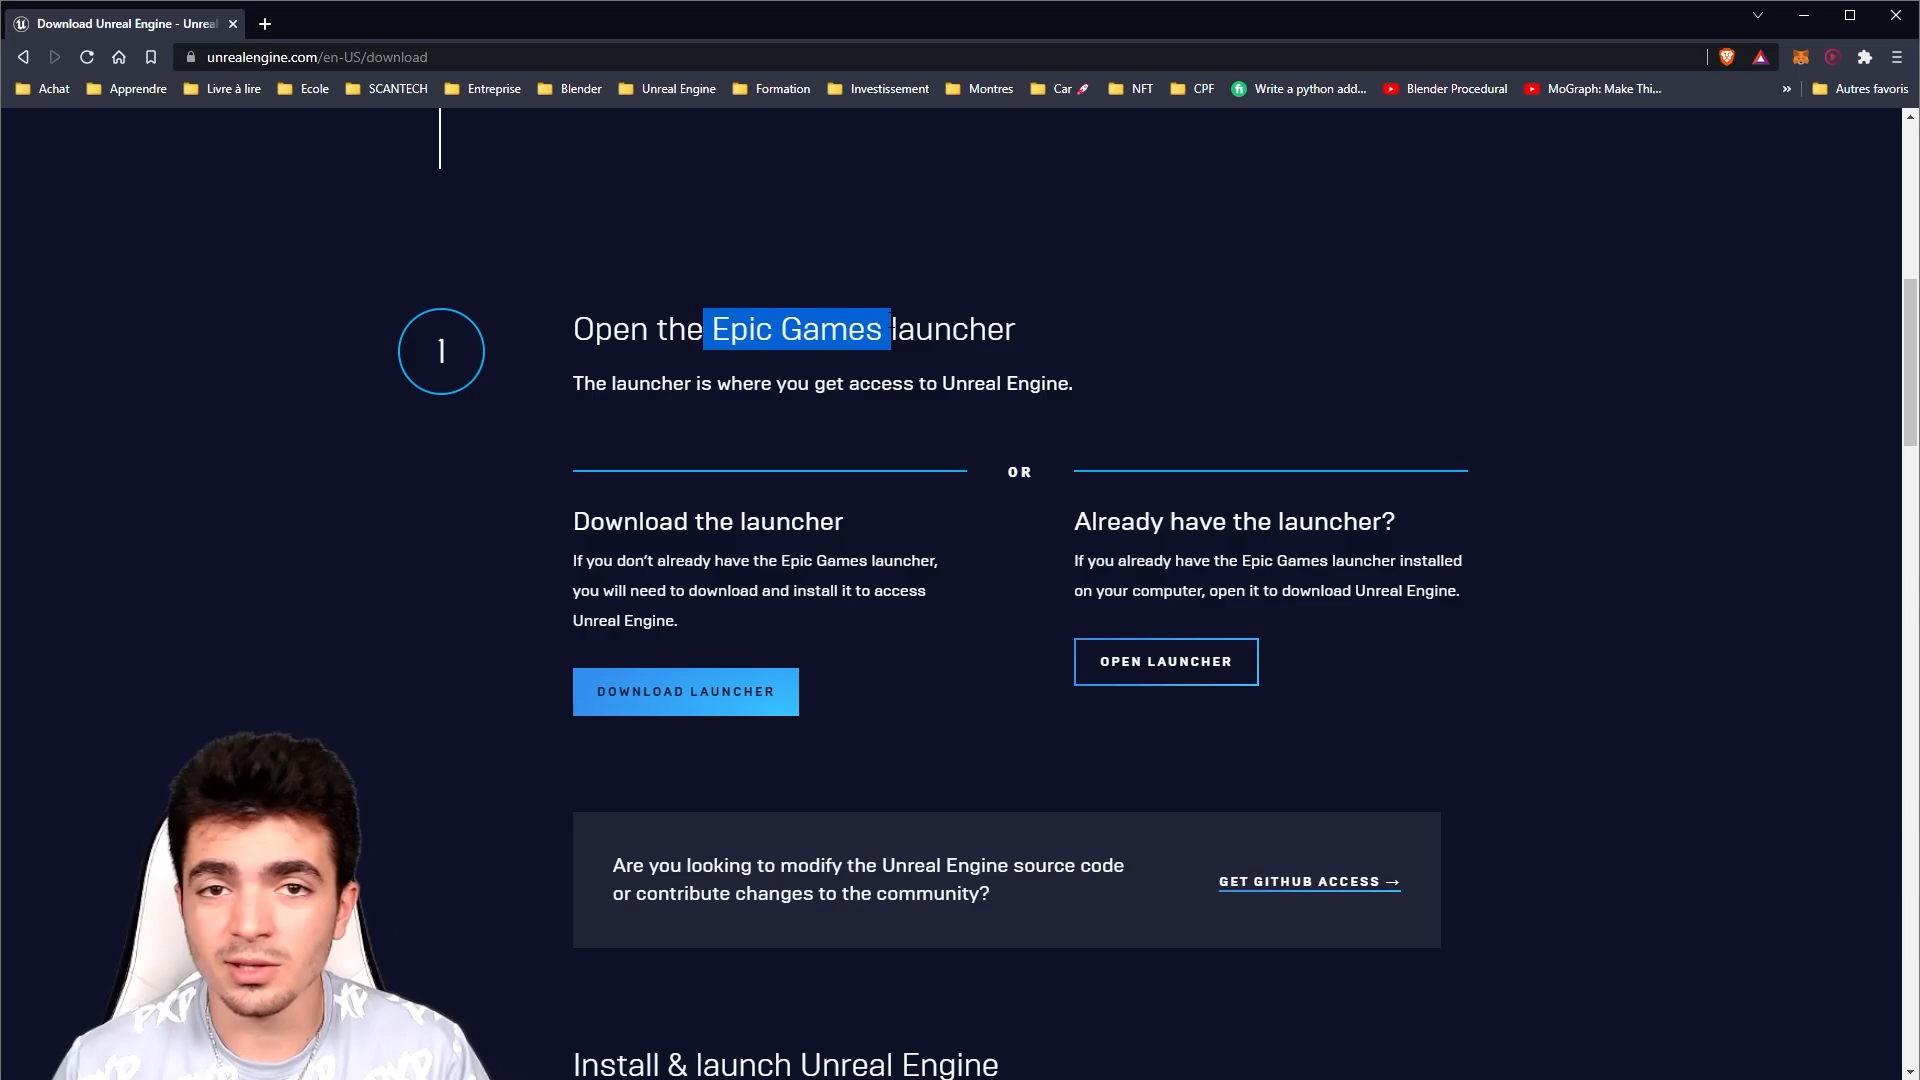 Download Unreal Engine - Unrea
unrealengine.com/en-US/download
Achat Apprendre Livre à lire Ecole SCANTECH Entreprise Blender Unreal Engine Formation Investissement Montres Car NFT CPF Write a python add... Blender Procedural MoGraph: Make Thi... » Autres favoris
1
Open the Epic Games launcher
The launcher is where you get access to Unreal Engine.
OR
Download the launcher
If you don’t already have the Epic Games launcher,
you will need to download and install it to access
Unreal Engine.
DOWNLOAD LAUNCHER
Already have the launcher?
If you already have the Epic Games launcher installed
on your computer, open it to download Unreal Engine.
OPEN LAUNCHER
Are you looking to modify the Unreal Engine source code
or contribute changes to the community?
GET GITHUB ACCESS →
Install & launch Unreal Engine
PXP